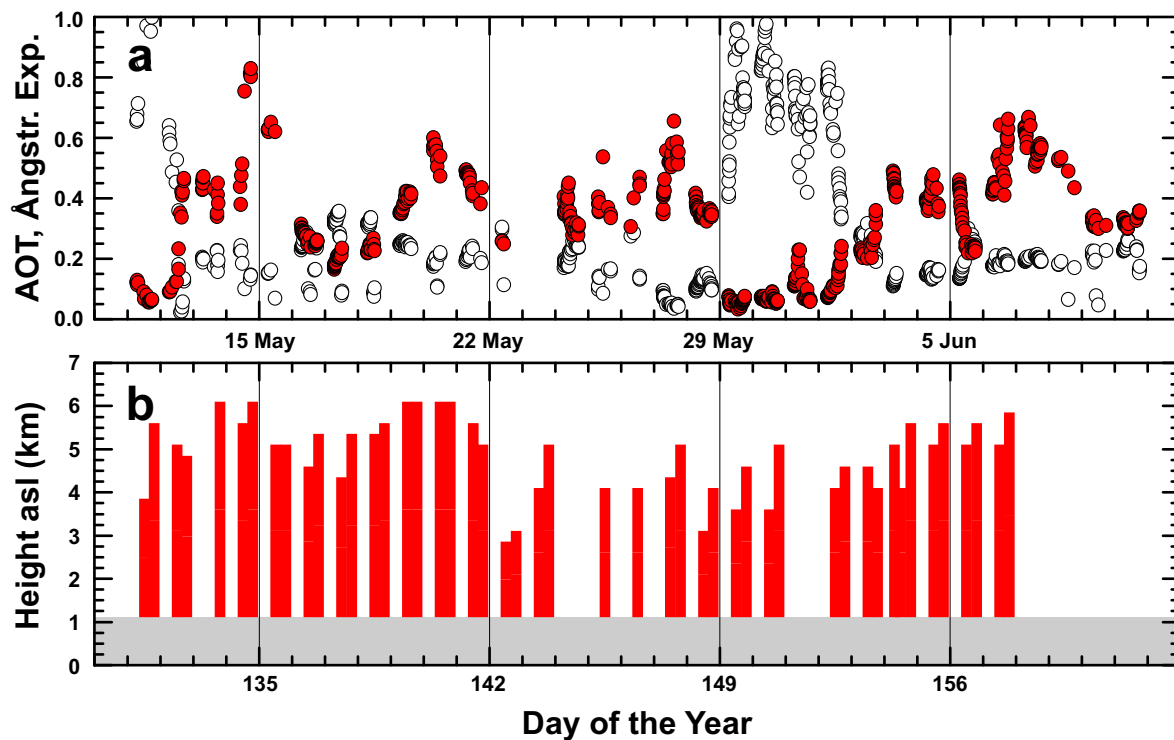 a
AOT, Ångstr. Exp.
1.0
0.8
0.6
0.4
0.2
0.0
15 May 22 May 29 May 5 Jun
b
Height asl (km)
7
6
5
4
3
2
1
0
135 142 149 156
Day of the Year